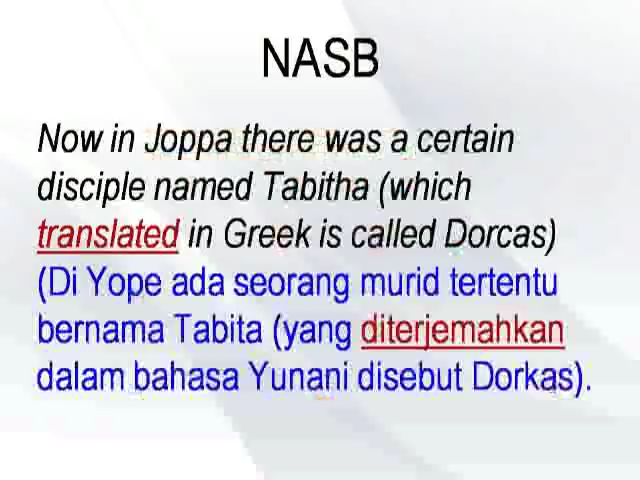 NASB
Now in Joppa there was a certain
disciple named Tabitha (which
translated in Greek is called Dorcas)
(Di Yope ada seorang murid tertentu
bernama Tabita (yang diterjemahkan
dalam bahasa Yunani disebut Dorkas).